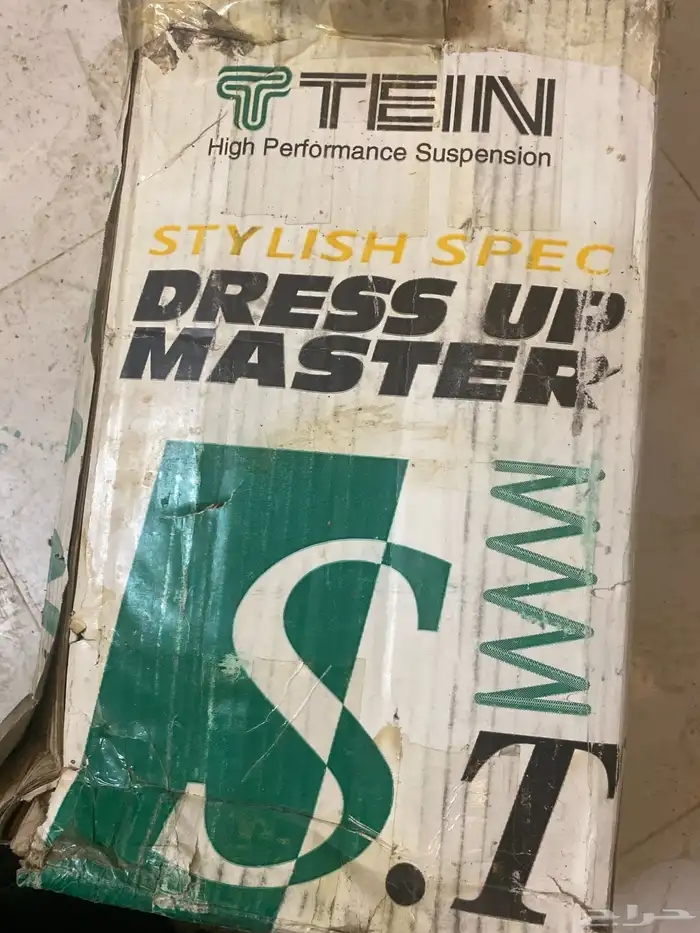 TEIN
High Performance Suspension
STYLISH SPEC
DRESS UP
MASTER
S.T
حراج